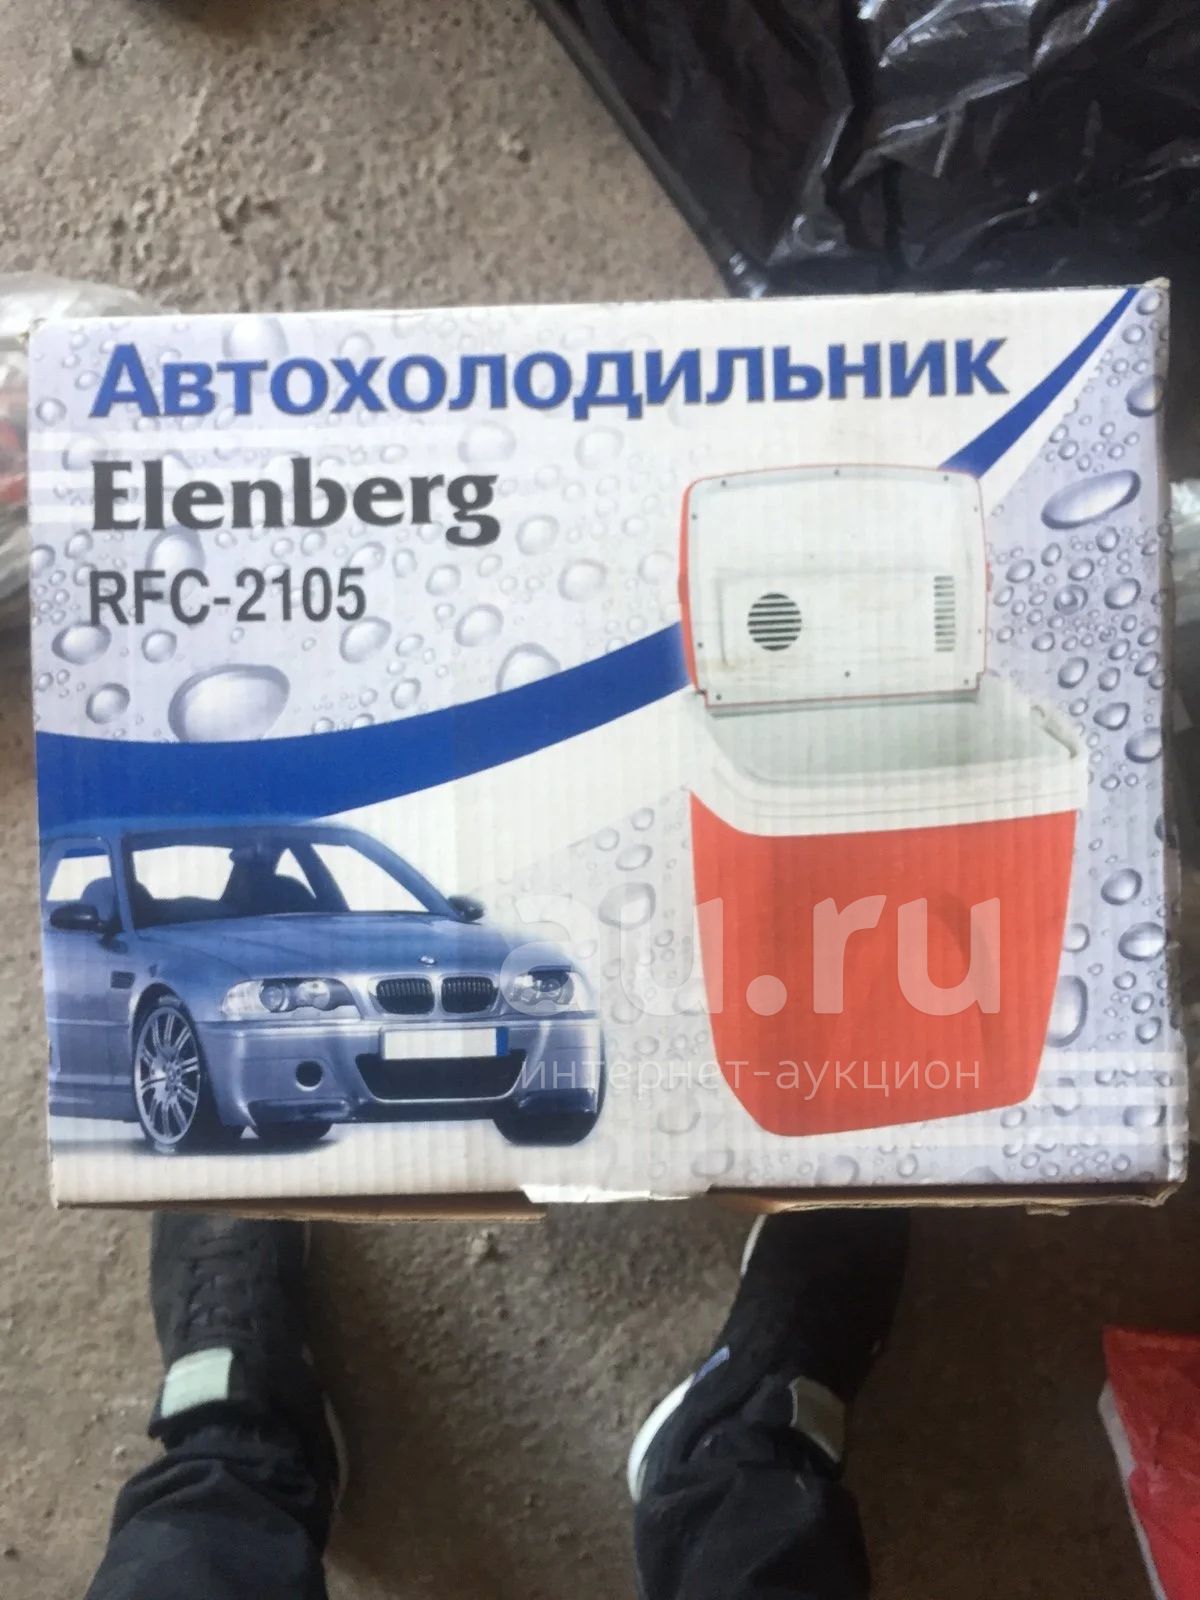 Автохолодильник
Elenberg
RFC-2105
au.ru
интернет-аукцион